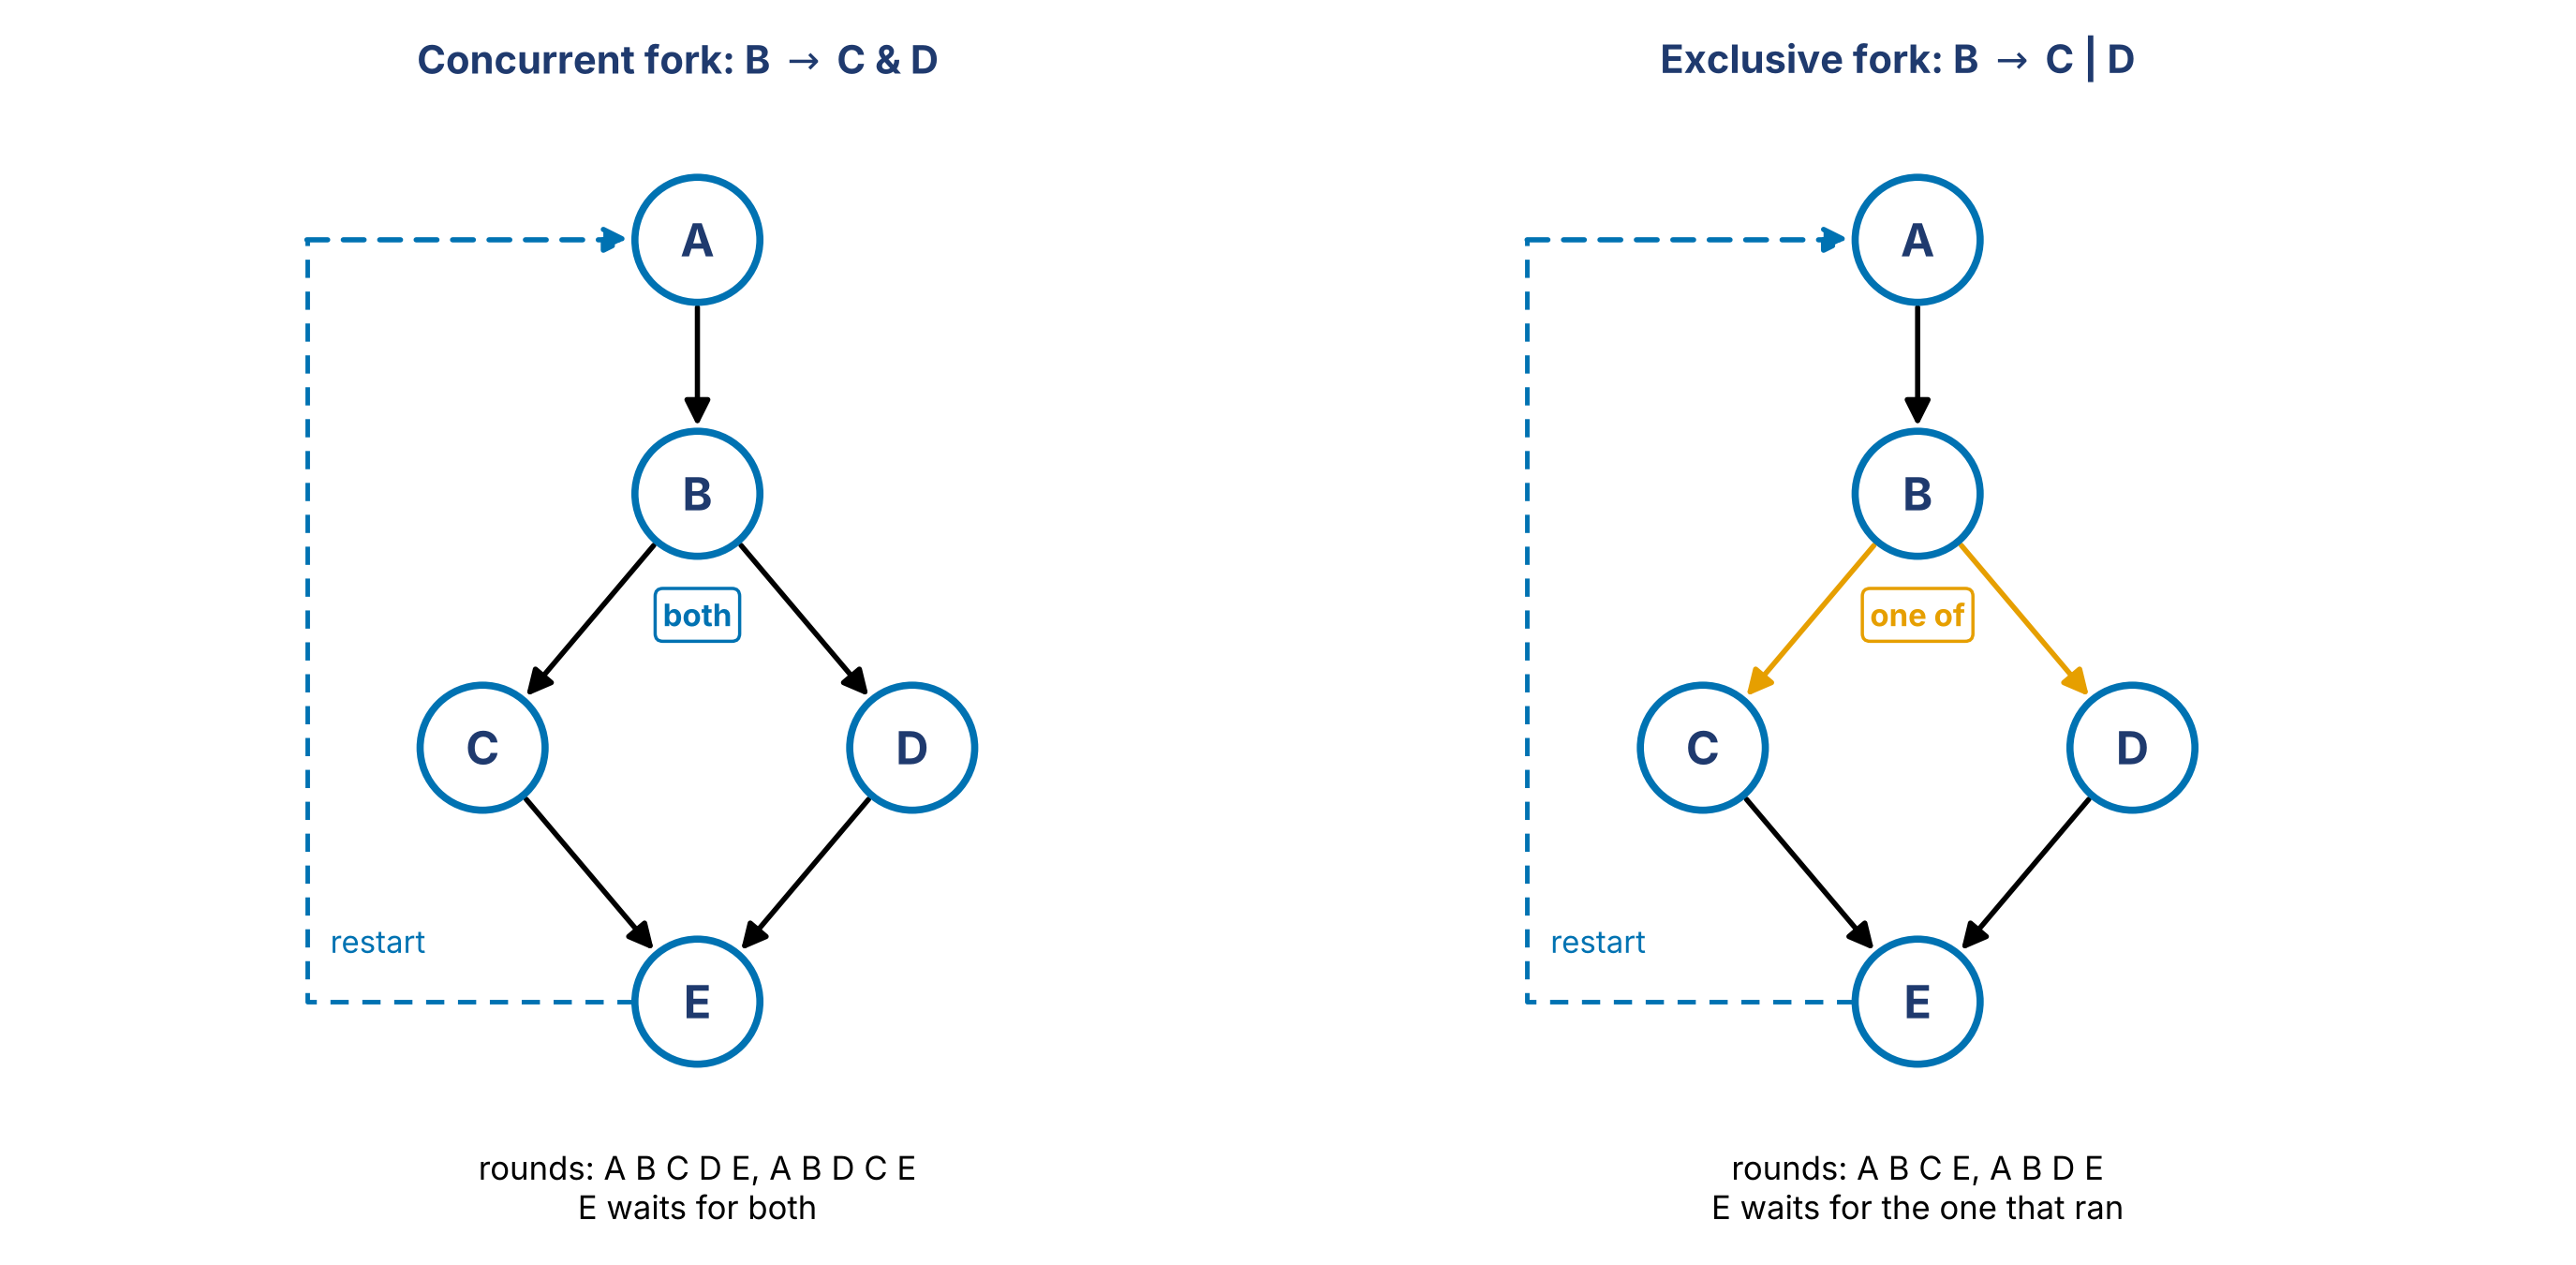 Concurrent fork: B → C & D
A
B
both
C
D
restart
E
rounds: A B C D E, A B D C E
E waits for both
Exclusive fork: B → C | D
A
B
one of
C
D
restart
E
rounds: A B C E, A B D E
E waits for the one that ran